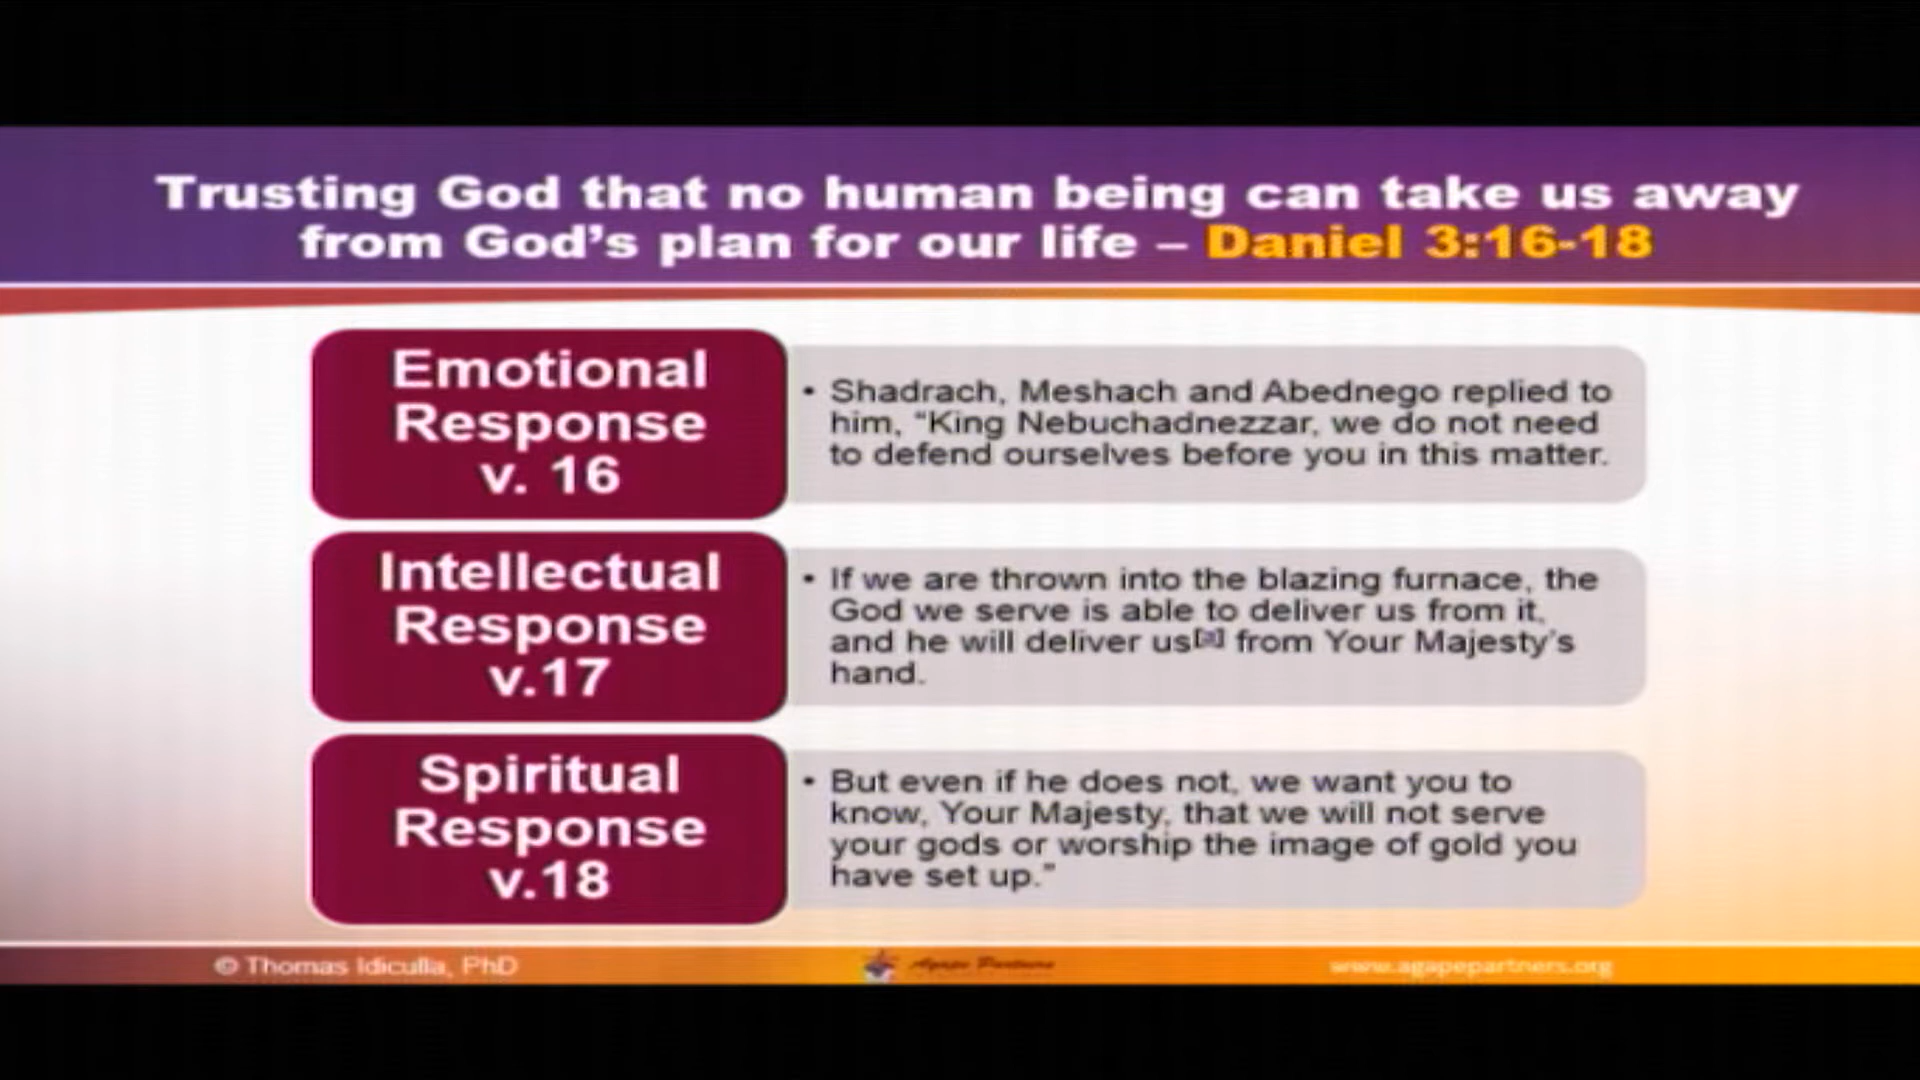 Trusting God that no human being can take us away
from God’s plan for our life – Daniel 3:16-18
Emotional
Response
v. 16
• Shadrach, Meshach and Abednego replied to
him, “King Nebuchadnezzar, we do not need
to defend ourselves before you in this matter.
Intellectual
Response
v.17
• If we are thrown into the blazing furnace, the
God we serve is able to deliver us from it,
and he will deliver us[a] from Your Majesty’s
hand.
Spiritual
Response
v.18
• But even if he does not, we want you to
know, Your Majesty, that we will not serve
your gods or worship the image of gold you
have set up.”
© Thomas Idiculla, PhD
Agape Partners
www.agapepartners.org